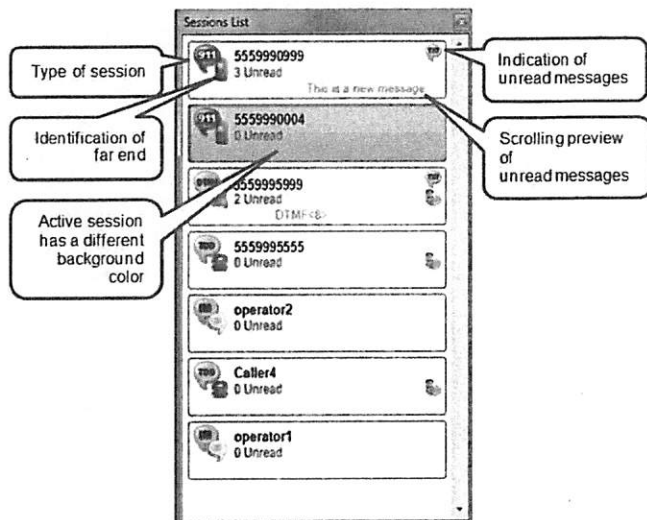 Sessions List
Type of session
Identification of
far end
Active session
has a different
background
color
911
5559990999
3 Unread
This is a new message
911
5559990004
0 Unread
DTMF
5559995999
2 Unread
DTMF<8>
TDD
5559995555
0 Unread
operator2
0 Unread
TDD
Caller4
0 Unread
operator1
0 Unread
Indication of
unread messages
Scrolling preview
of
unread messages